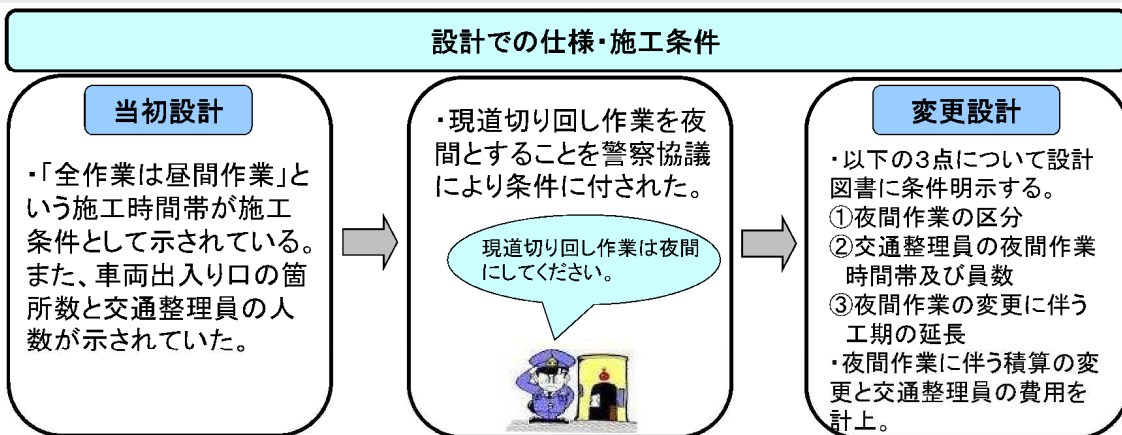 設計での仕様・施工条件
当初設計
・「全作業は昼間作業」と
いう施工時間帯が施工
条件として示されている。
また、車両出入り口の箇
所数と交通整理員の人
数が示されていた。
・現道切り回し作業を夜
間とすることを警察協議
により条件に付された。
現道切り回し作業は夜間
にしてください。
変更設計
・以下の3点について設計
図書に条件明示する。
①夜間作業の区分
②交通整理員の夜間作業
時間帯及び員数
③夜間作業の変更に伴う
工期の延長
・夜間作業に伴う積算の変
更と交通整理員の費用を
計上。